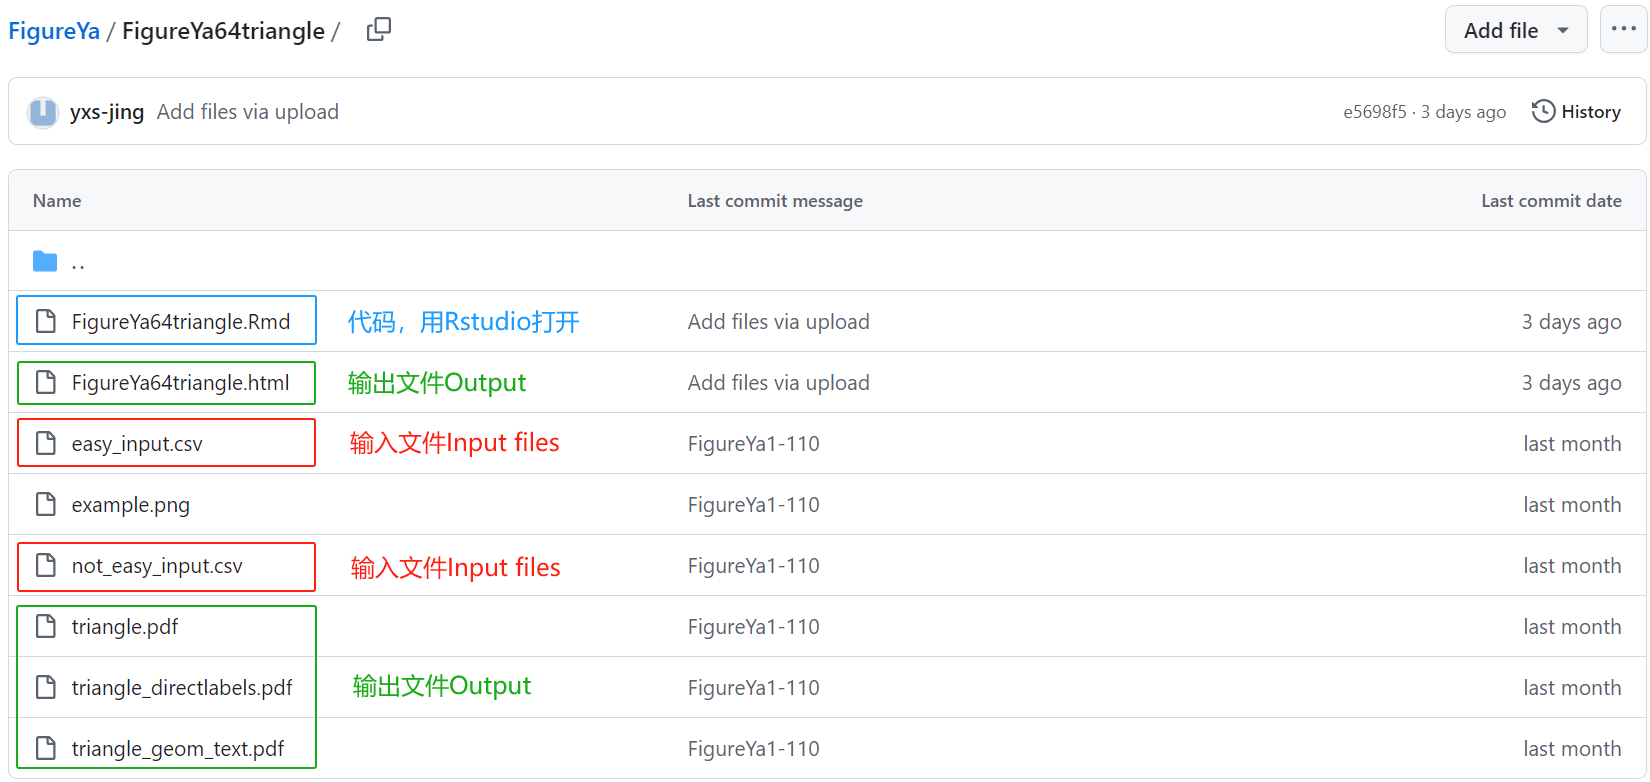 FigureYa / FigureYa64triangle /
Add file
yxs-jing Add files via upload
e5698f5 · 3 days ago
History
Name Last commit message Last commit date
..
FigureYa64triangle.Rmd 代码，用Rstudio打开 Add files via upload 3 days ago
FigureYa64triangle.html 输出文件Output Add files via upload 3 days ago
easy_input.csv 输入文件Input files FigureYa1-110 last month
example.png FigureYa1-110 last month
not_easy_input.csv 输入文件Input files FigureYa1-110 last month
triangle.pdf FigureYa1-110 last month
triangle_directlabels.pdf 输出文件Output FigureYa1-110 last month
triangle_geom_text.pdf FigureYa1-110 last month